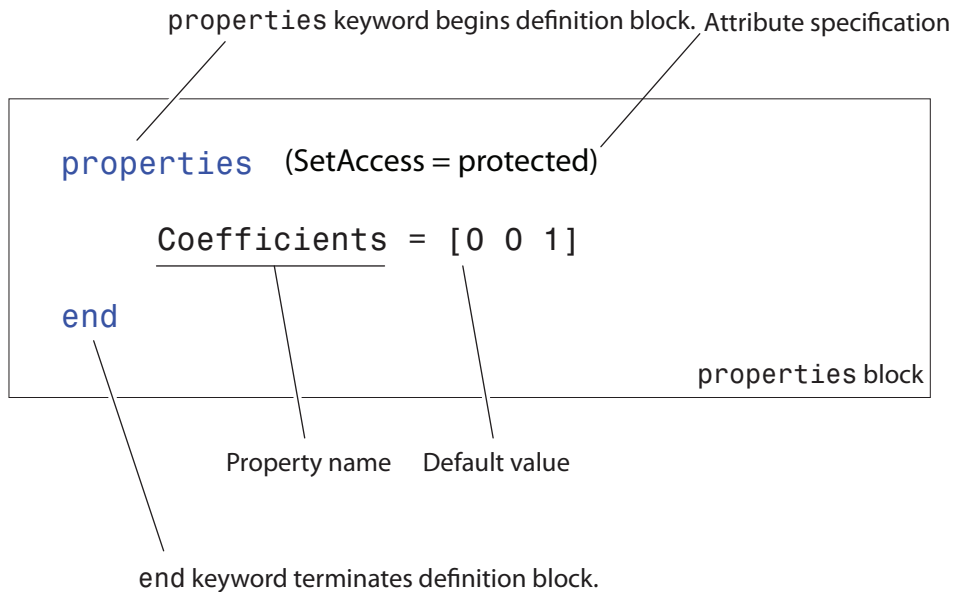 properties keyword begins definition block. Attribute specification
properties (SetAccess = protected)
Coefficients = [0 0 1]
end
properties block
Property name Default value
end keyword terminates definition block.